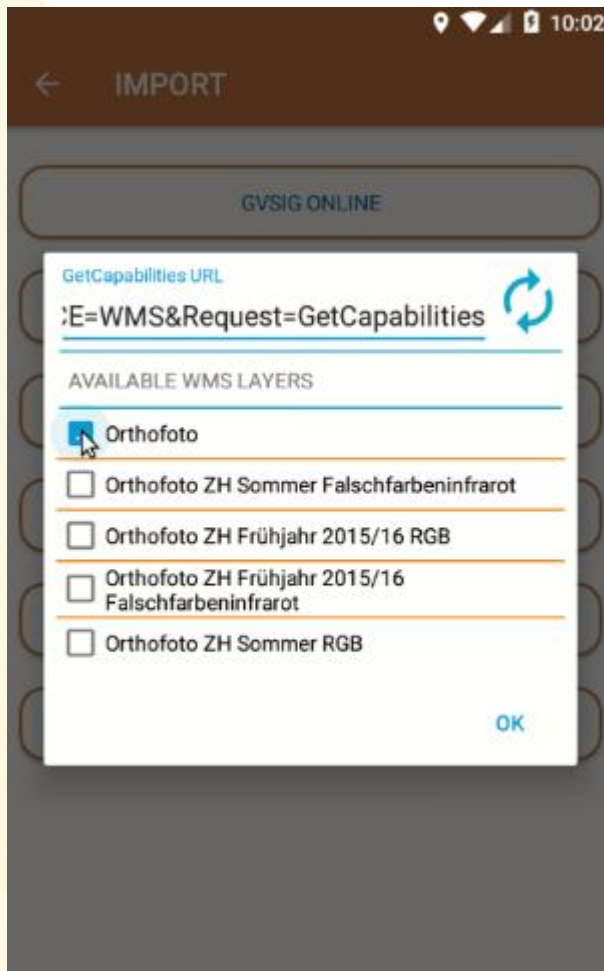 10:02
IMPORT
GVSIG ONLINE
GetCapabilities URL
E=WMS&Request=GetCapabilities
AVAILABLE WMS LAYERS
Orthofoto
Orthofoto ZH Sommer Falschfarbeninfrarot
Orthofoto ZH Frühjahr 2015/16 RGB
Orthofoto ZH Frühjahr 2015/16
Falschfarbeninfrarot
Orthofoto ZH Sommer RGB
OK